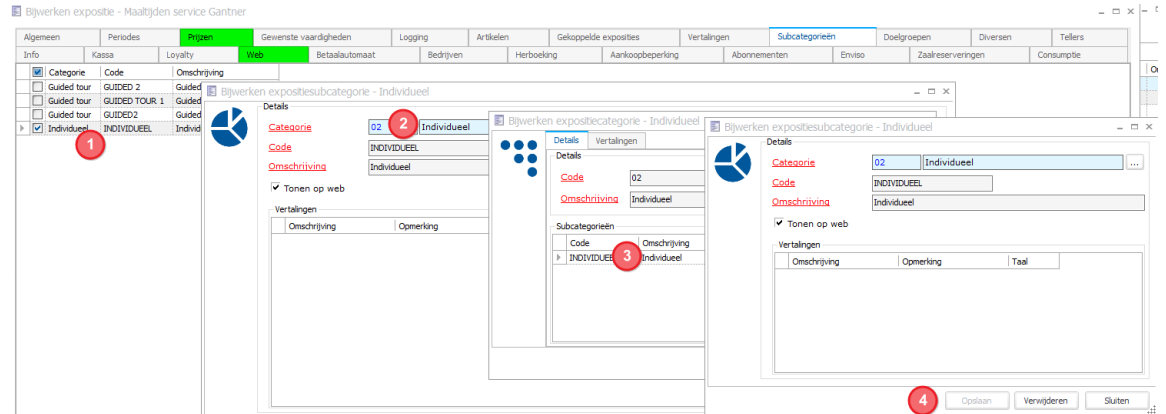 Bijwerken expositie - Maaltijden service Gantner
Algemeen Periodes Prijzen Gewenste vaardigheden Logging Artikelen Gekoppelde exposities Vertalingen Subcategorieën Doelgroepen Diversen Tellers
Info Kassa Loyalty Web Betaalautomaat Bedrijven Herboeking Aankoopbeperking Abonnementen Enviso Zaalreserveringen Consumptie
Categorie Code Omschrijving
Guided tour GUIDED 2 Guided
Guided tour GUIDED TOUR 1 Guided
Guided tour GUIDED2 Guided
Individueel INDIVIDUEEL Individ
1
Bijwerken expositiesubcategorie - Individueel
Details
Categorie 02 2 Individueel
Code INDIVIDUEEL
Omschrijving Individueel
Tonen op web
Vertalingen
Omschrijving Opmerking
Bijwerken expositiecategorie - Individueel
Details Vertalingen
Details
Code 02
Omschrijving Individueel
Subcategorieën
Code Omschrijving
INDIVIDUEE 3 Individueel
Bijwerken expositiesubcategorie - Individueel
Details
Categorie 02 Individueel ...
Code INDIVIDUEEL
Omschrijving Individueel
Tonen op web
Vertalingen
Omschrijving Opmerking Taal
4 Opslaan Verwijderen Sluiten